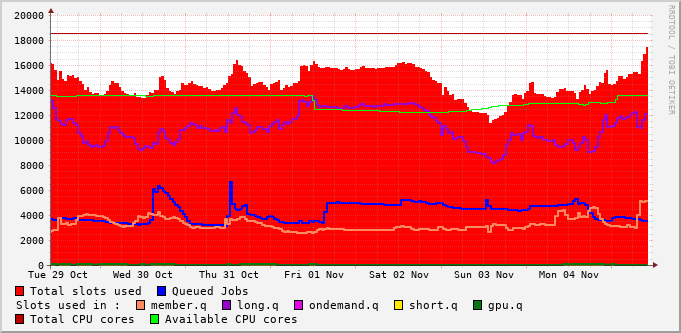 RRDTOOL / TOBI OETIKER
20000
18000
16000
14000
12000
10000
8000
6000
4000
2000
0
Tue 29 Oct Wed 30 Oct Thu 31 Oct Fri 01 Nov Sat 02 Nov Sun 03 Nov Mon 04 Nov
Total slots used Queued Jobs
Slots used in : member.q long.q ondemand.q short.q gpu.q
Total CPU cores Available CPU cores